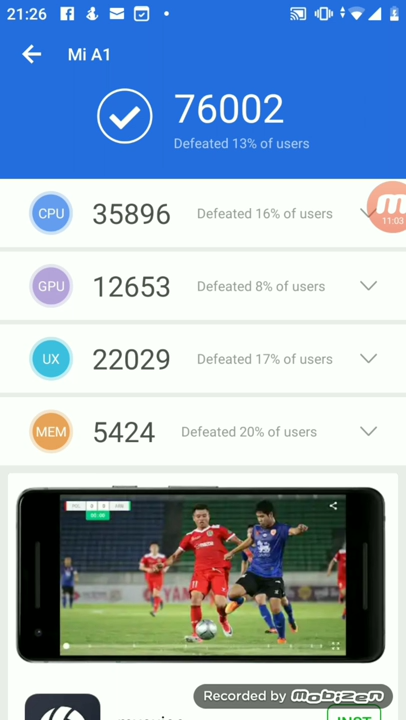 21:26
Mi A1
76002
Defeated 13% of users
CPU 35896 Defeated 16% of users
11:03
GPU 12653 Defeated 8% of users
UX 22029 Defeated 17% of users
MEM 5424 Defeated 20% of users
Recorded by mobizen